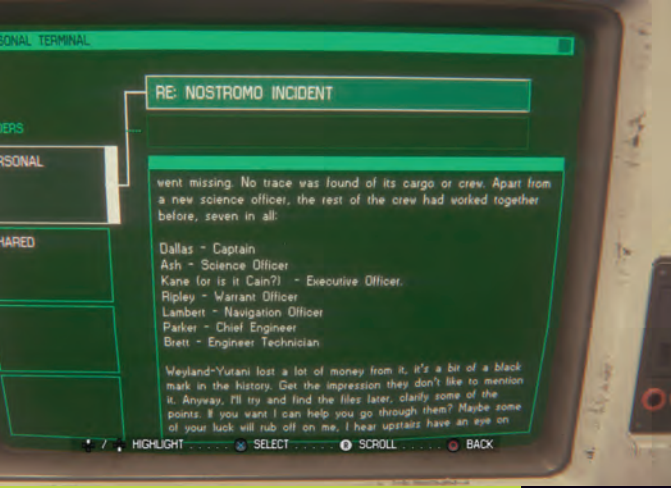 SONAL TERMINAL
RE: NOSTROMO INCIDENT
DERS
RSONAL
HARED
went missing. No trace was found of its cargo or crew. Apart from
a new science officer, the rest of the crew had worked together
before, seven in all:
Dallas - Captain
Ash - Science Officer
Kane (or is it Cain?) - Executive Officer.
Ripley - Warrant Officer
Lambert - Navigation Officer
Parker - Chief Engineer
Brett - Engineer Technician
Weyland-Yutani lost a lot of money from it, it's a bit of a black
mark in the history. Get the impression they don't like to mention
it. Anyway, I'll try and find the files later, clarify some of the
points. If you want I can help you go through them? Maybe some
of your luck will rub off on me, I hear upstairs have an eye on
/ HIGHLIGHT ..... SELECT ..... R SCROLL ..... BACK